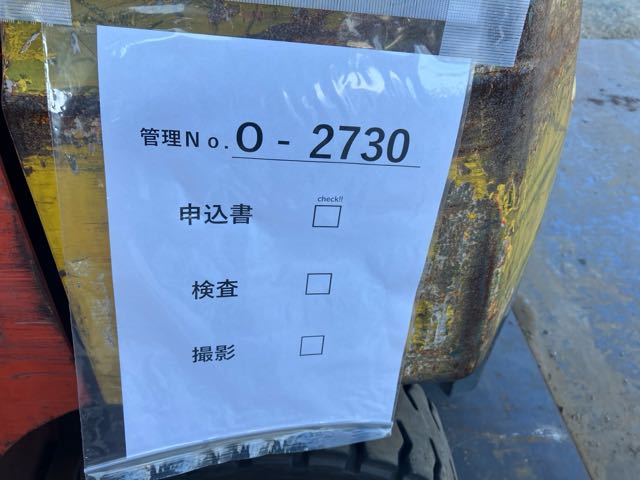 管理No. O - 2730
check!!
申込書 □
検査 □
撮影 □